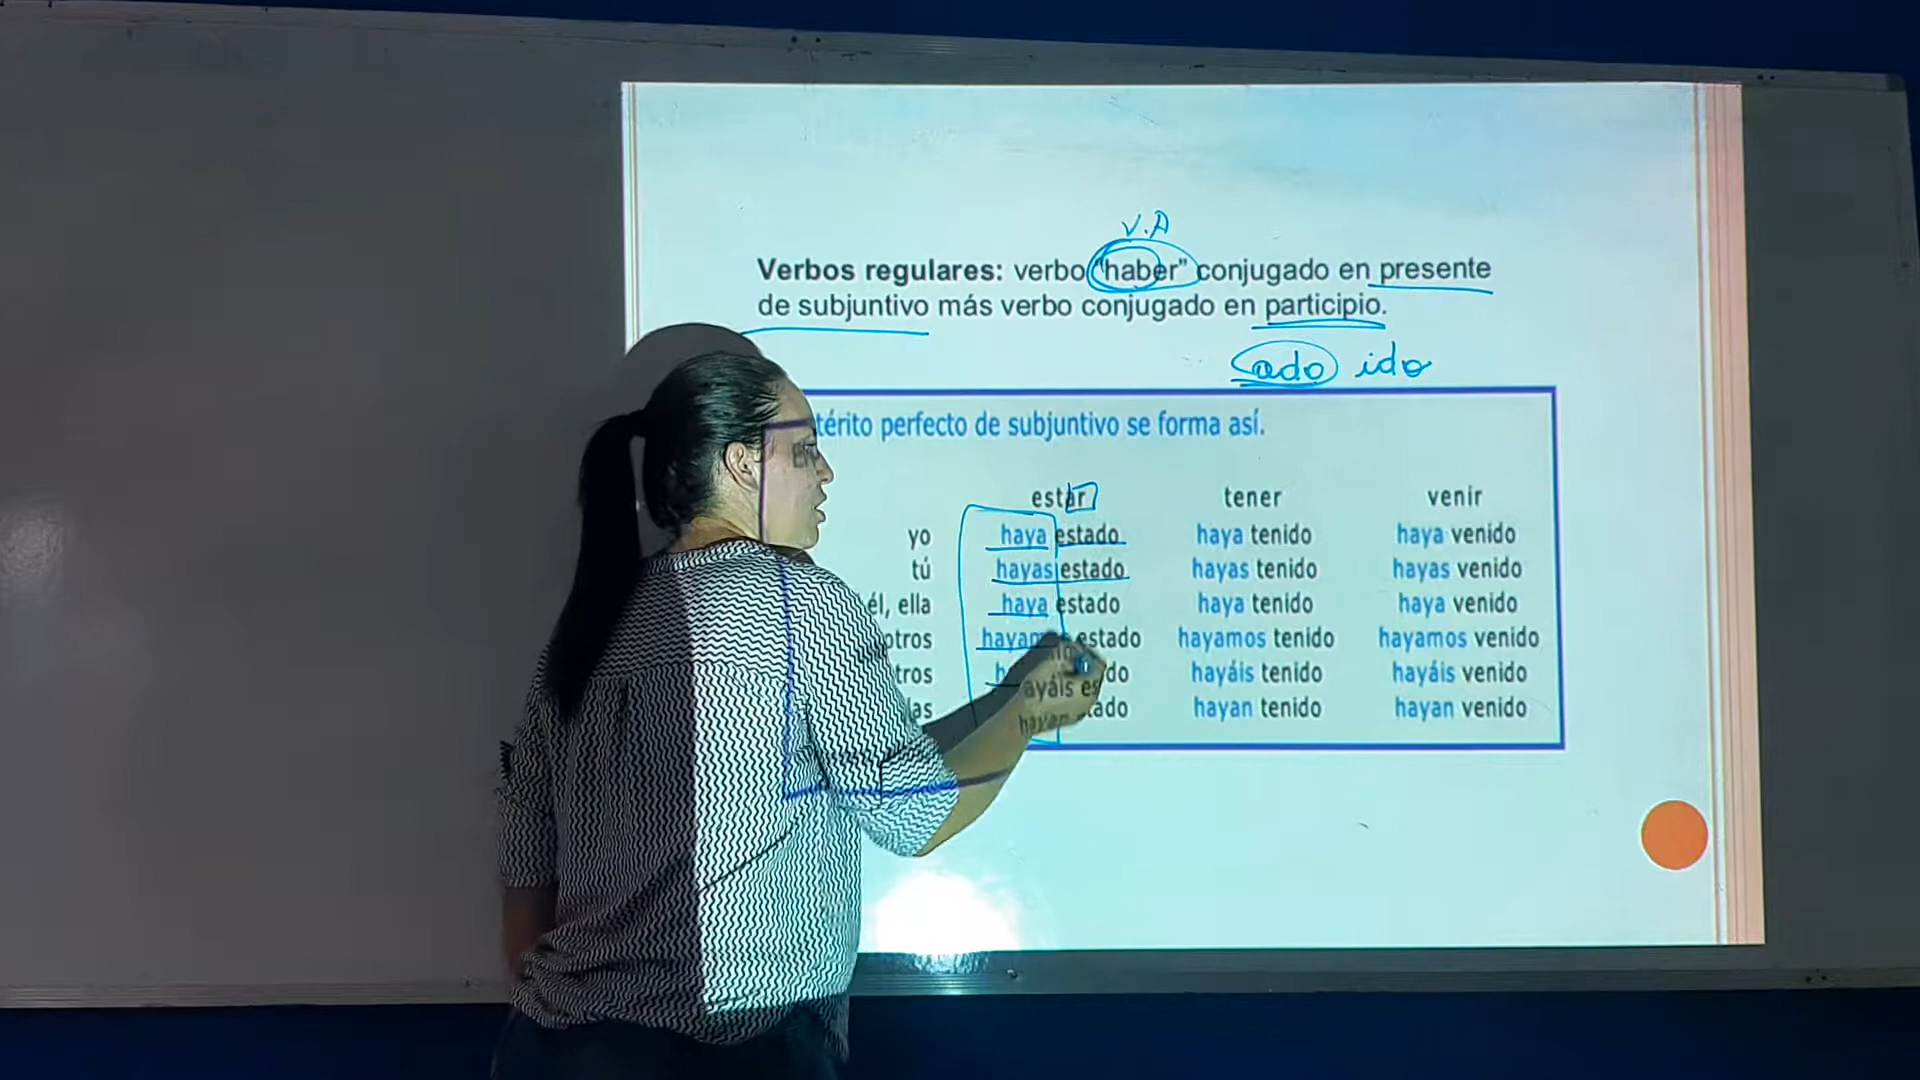 V.A
Verbos regulares: verbo "haber" conjugado en presente
de subjuntivo más verbo conjugado en participio.
ado ido
térito perfecto de subjuntivo se forma así.
estar tener venir
yo haya estado haya tenido haya venido
tú hayas estado hayas tenido hayas venido
él, ella haya estado haya tenido haya venido
otros estado hayamos tenido hayamos venido
tros hayáis tenido hayáis venido
las hayan tenido hayan venido